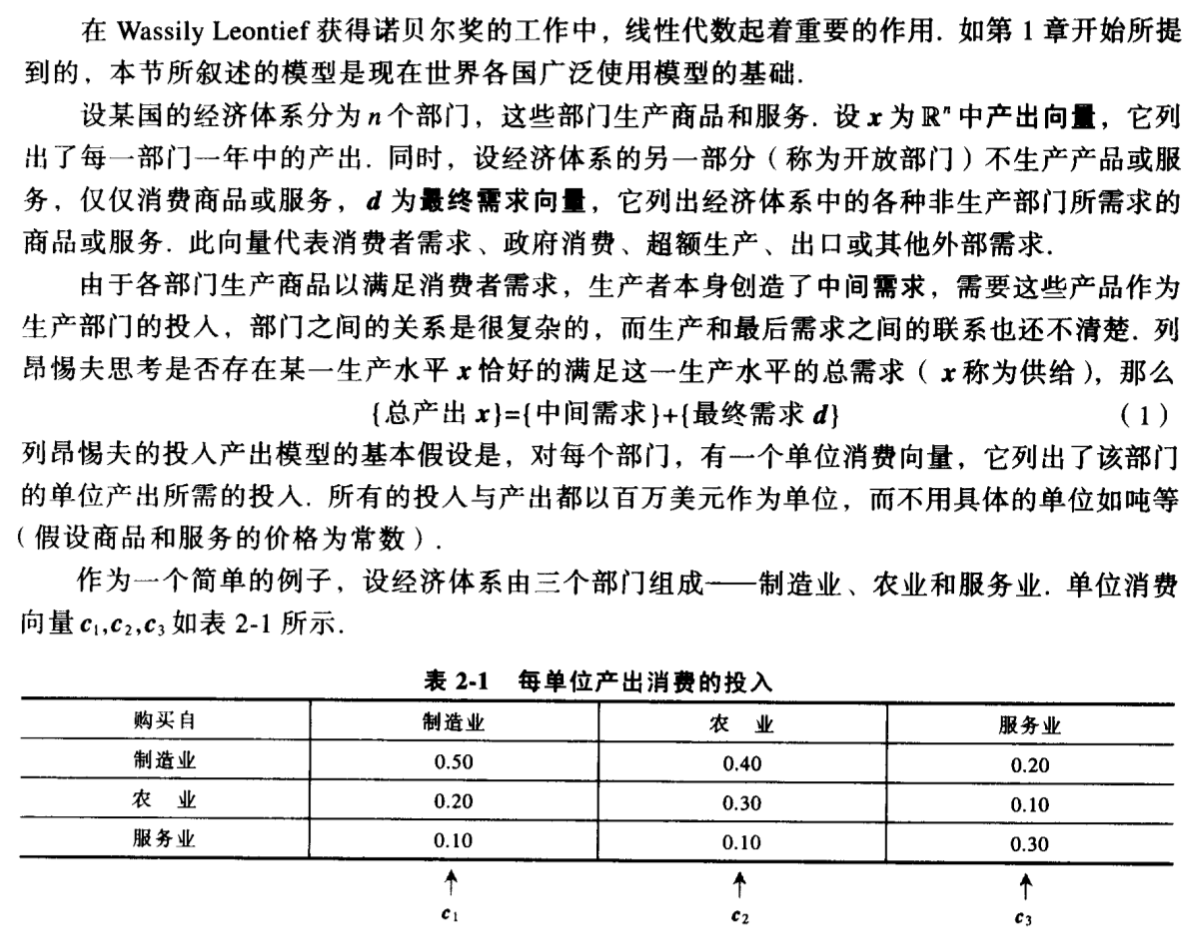 在 Wassily Leontief 获得诺贝尔奖的工作中，线性代数起着重要的作用. 如第 1 章开始所提
到的，本节所叙述的模型是现在世界各国广泛使用模型的基础.
设某国的经济体系分为 n 个部门，这些部门生产商品和服务. 设 x 为 ℝⁿ 中产出向量，它列
出了每一部门一年中的产出. 同时，设经济体系的另一部分（称为开放部门）不生产产品或服
务，仅仅消费商品或服务，d 为最终需求向量，它列出经济体系中的各种非生产部门所需求的
商品或服务. 此向量代表消费者需求、政府消费、超额生产、出口或其他外部需求.
由于各部门生产商品以满足消费者需求，生产者本身创造了中间需求，需要这些产品作为
生产部门的投入，部门之间的关系是很复杂的，而生产和最后需求之间的联系也还不清楚. 列
昂惕夫思考是否存在某一生产水平 x 恰好的满足这一生产水平的总需求（ x 称为供给），那么
{总产出 x}={中间需求}+{最终需求 d} （1）
列昂惕夫的投入产出模型的基本假设是，对每个部门，有一个单位消费向量，它列出了该部门
的单位产出所需的投入. 所有的投入与产出都以百万美元作为单位，而不用具体的单位如吨等
（假设商品和服务的价格为常数）.
作为一个简单的例子，设经济体系由三个部门组成——制造业、农业和服务业. 单位消费
向量 c₁,c₂,c₃ 如表 2-1 所示.
表 2-1 每单位产出消费的投入
购买自 制造业 农 业 服务业
制造业 0.50 0.40 0.20
农 业 0.20 0.30 0.10
服务业 0.10 0.10 0.30
↑ ↑ ↑
c₁ c₂ c₃